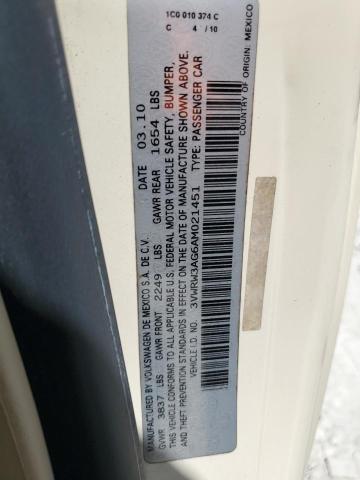 1C0 010 374 C
C 4 / 10
MANUFACTURED BY VOLKSWAGEN DE MEXICO S.A. DE C.V. DATE 03.10
GVWR 3837 LBS GAWR FRONT 2249 LBS GAWR REAR 1654 LBS
THIS VEHICLE CONFORMS TO ALL APPLICABLE U.S. FEDERAL MOTOR VEHICLE SAFETY, BUMPER,
AND THEFT PREVENTION STANDARDS IN EFFECT ON THE DATE OF MANUFACTURE SHOWN ABOVE.
VEHICLE I.D. NO. 3VWRW3AG6AM021451 TYPE: PASSENGER CAR
COUNTRY OF ORIGIN: MEXICO